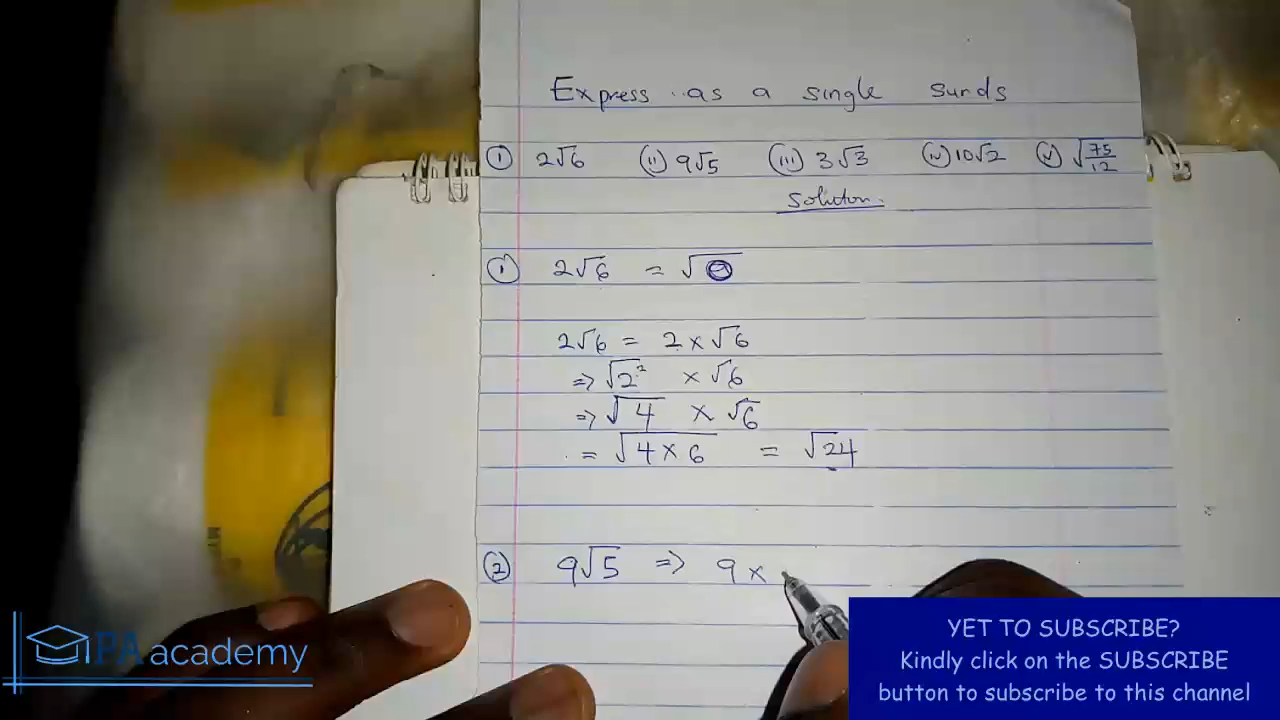 Express as a single surds
(i) 2√6 (ii) 9√5 (iii) 3√3 (iv) 10√2 (v) √75/12
Soluton.
(i) 2√6 = √
2√6 = 2 × √6
=> √2² × √6
=> √4 × √6
= √4×6 = √24
(2) 9√5 => 9 ×
PA academy
YET TO SUBSCRIBE?
Kindly click on the SUBSCRIBE
button to subscribe to this channel